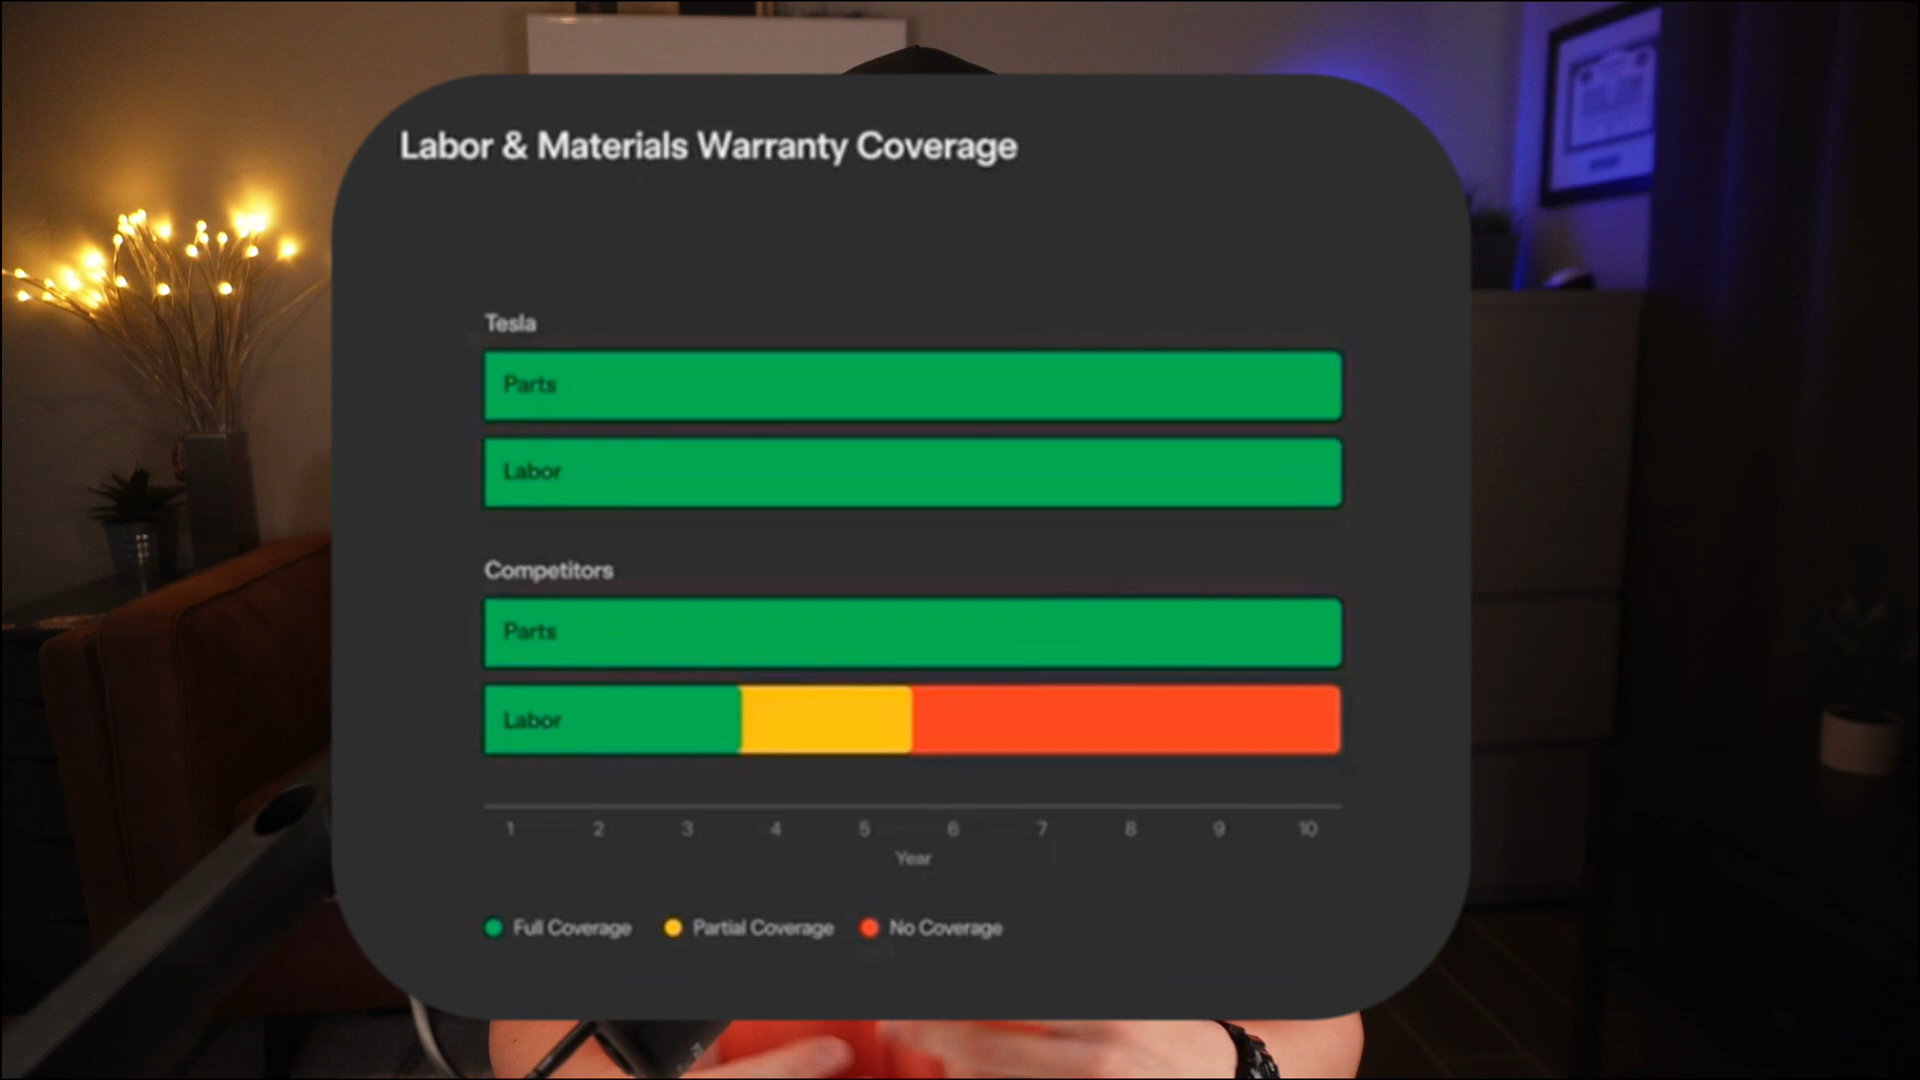 Labor & Materials Warranty Coverage
Tesla
Parts
Labor
Competitors
Parts
Labor
1 2 3 4 5 6 7 8 9 10
Year
Full Coverage Partial Coverage No Coverage